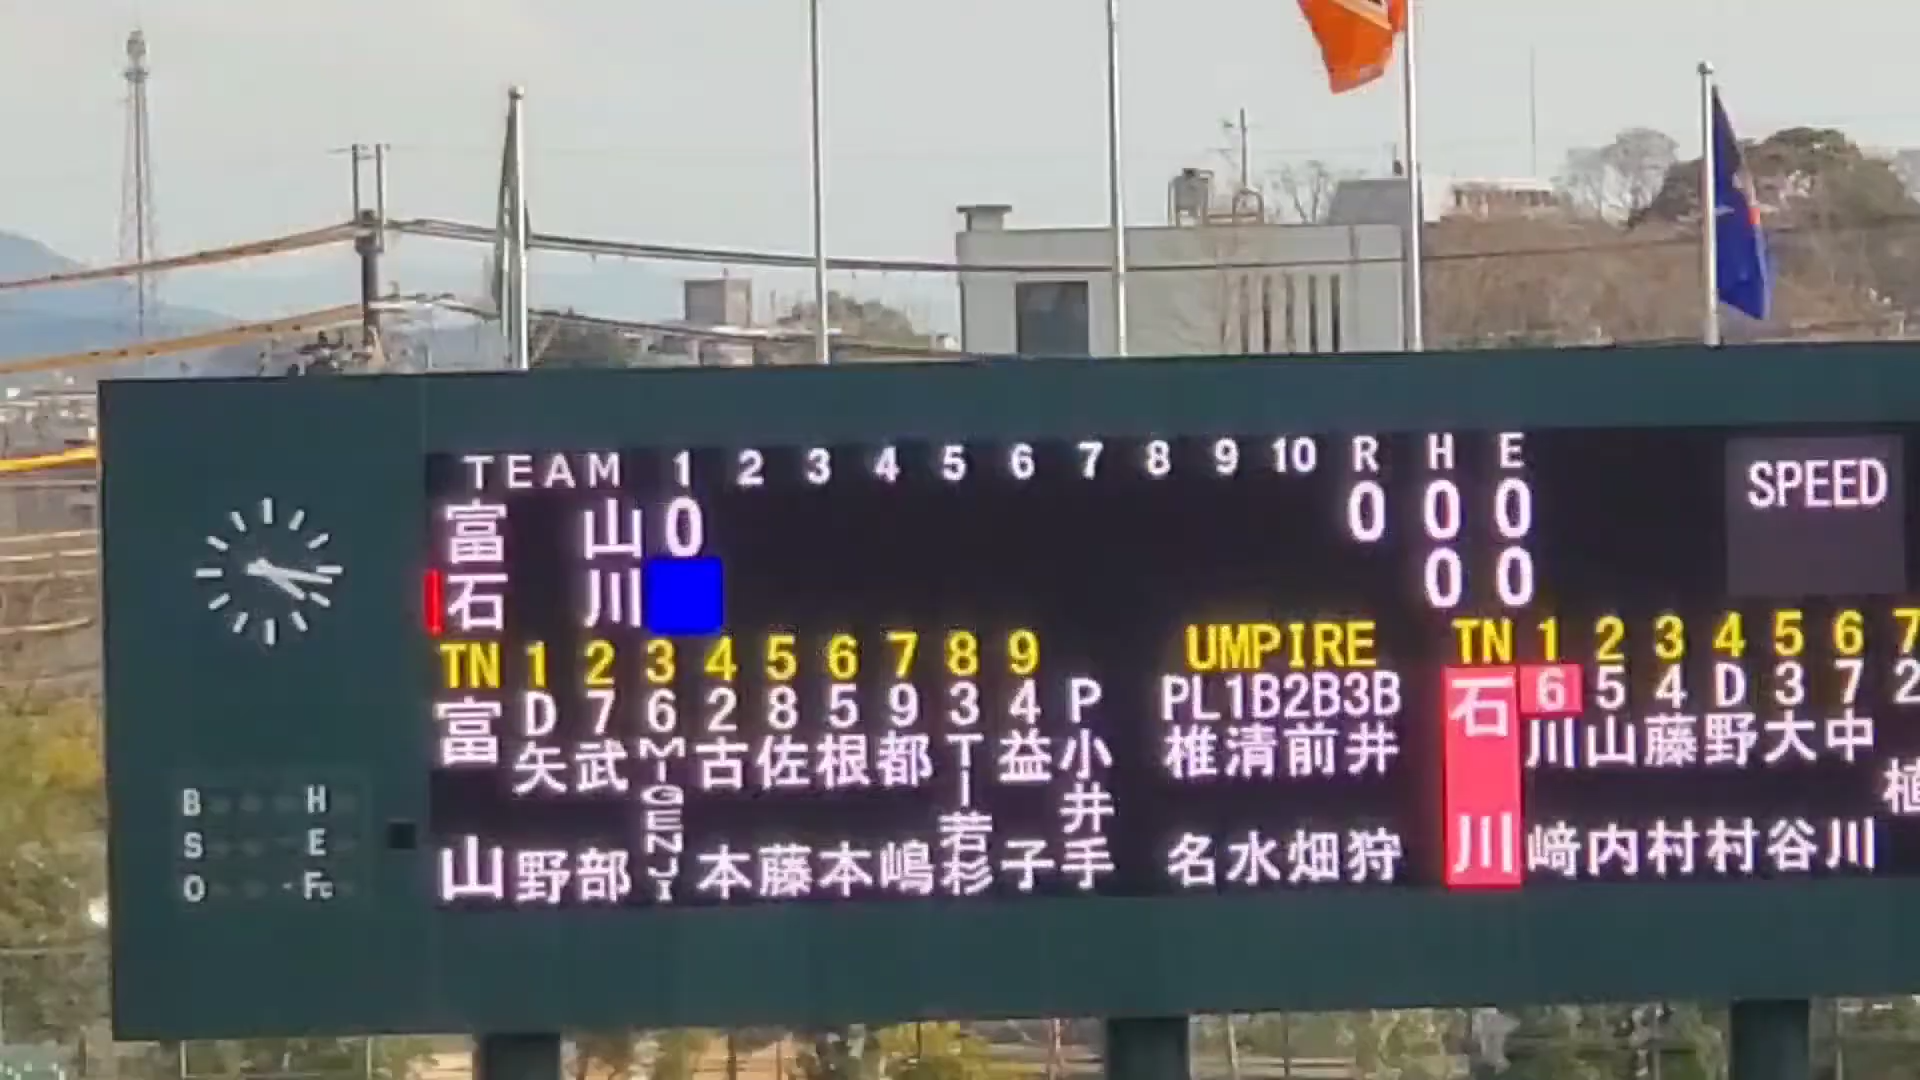 TEAM 1 2 3 4 5 6 7 8 9 10 R H E
富山 0 0 0 0
石川 0 0
SPEED
TN 1 2 3 4 5 6 7 8 9
D 7 6 2 8 5 9 3 4 P
富山 矢野 武部 MIGENJI 古本 佐藤 根本 都嶋 T-若杉 益子 小井手
UMPIRE
PL 1B 2B 3B
椎名 清水 前畑 井狩
TN 1 2 3 4 5 6 7
6 5 4 D 3 7 2
石川 川﨑 山内 藤村 野村 大谷 中川 植
B H
S E
O Fc